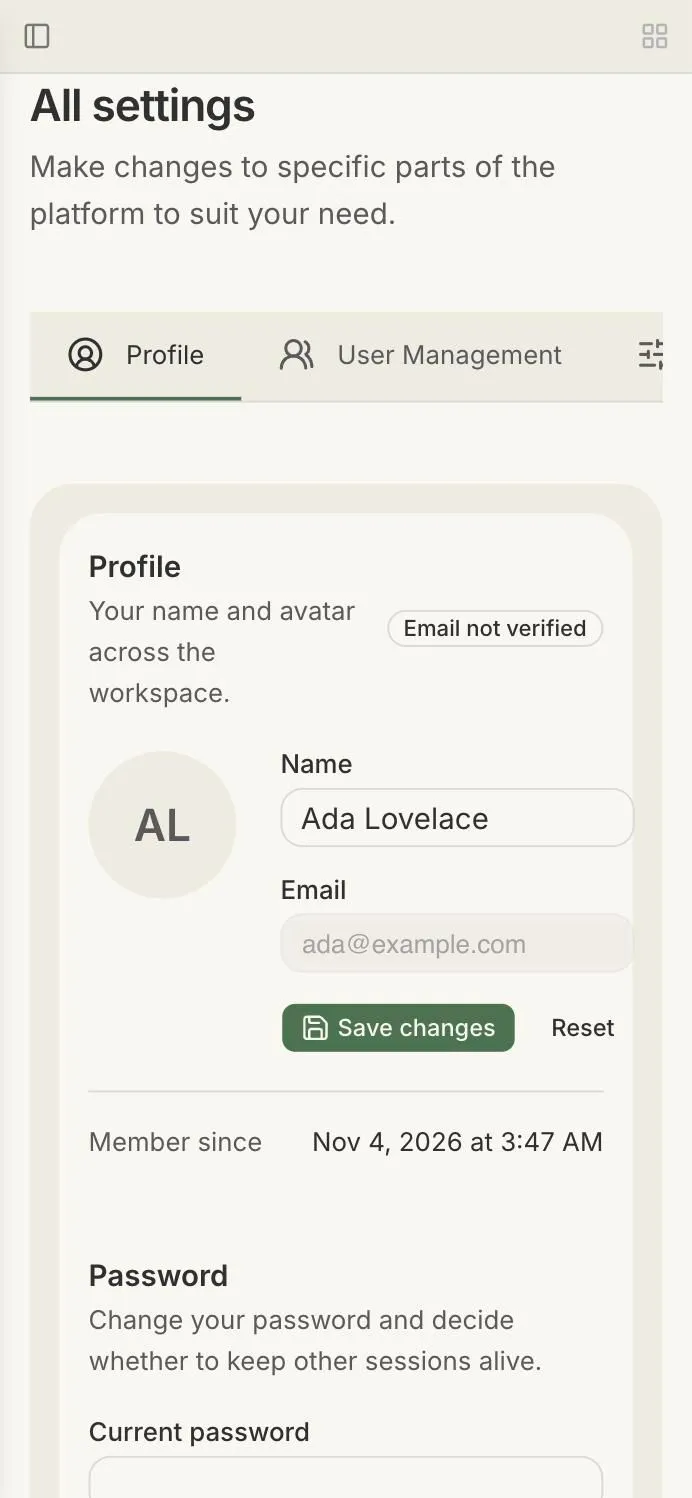 All settings
Make changes to specific parts of the
platform to suit your need.
Profile
User Management
Profile
Your name and avatar
across the
workspace.
Email not verified
AL
Name
Ada Lovelace
Email
ada@example.com
Save changes
Reset
Member since
Nov 4, 2026 at 3:47 AM
Password
Change your password and decide
whether to keep other sessions alive.
Current password